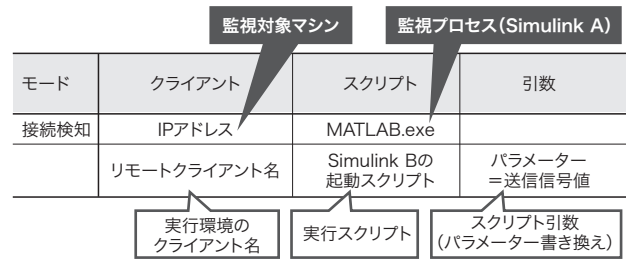 監視対象マシン 監視プロセス(Simulink A)
モード クライアント スクリプト 引数
接続検知 IPアドレス MATLAB.exe
リモートクライアント名 Simulink Bの
起動スクリプト パラメーター
=送信信号値
実行環境の
クライアント名 実行スクリプト スクリプト引数
(パラメーター書き換え)